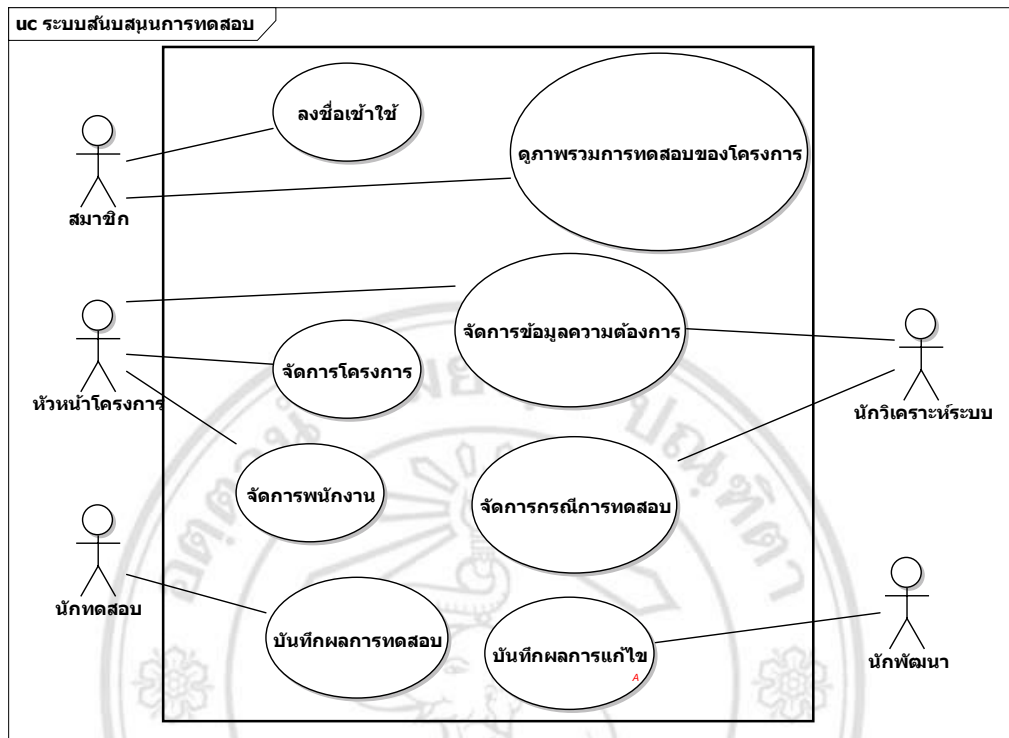 uc ระบบสนับสนุนการทดสอบ
ลงชื่อเข้าใช้
ดูภาพรวมการทดสอบของโครงการ
สมาชิก
จัดการข้อมูลความต้องการ
จัดการโครงการ
หัวหน้าโครงการ
นักวิเคราะห์ระบบ
จัดการพนักงาน
จัดการกรณีการทดสอบ
นักทดสอบ
บันทึกผลการทดสอบ
บันทึกผลการแก้ไข
A
นักพัฒนา